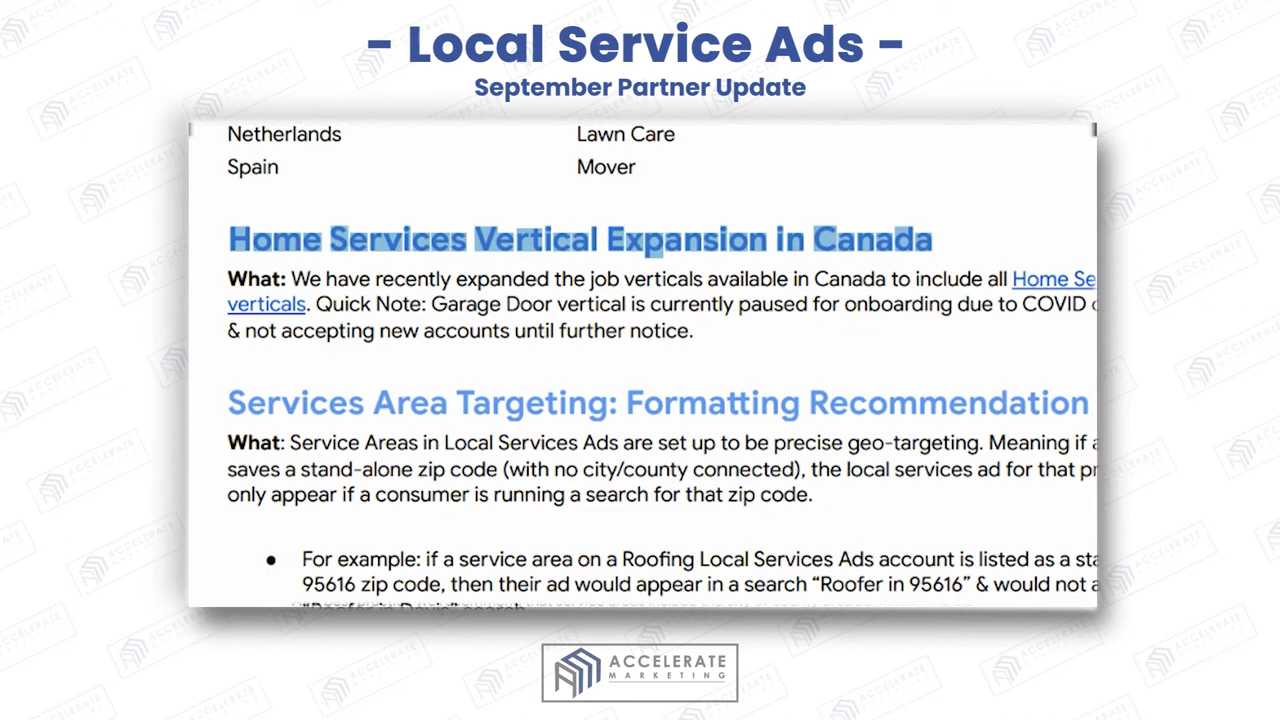 - Local Service Ads -
September Partner Update
Netherlands Lawn Care
Spain Mover
Home Services Vertical Expansion in Canada
What: We have recently expanded the job verticals available in Canada to include all Home Se
verticals. Quick Note: Garage Door vertical is currently paused for onboarding due to COVID
& not accepting new accounts until further notice.
Services Area Targeting: Formatting Recommendation
What: Service Areas in Local Services Ads are set up to be precise geo-targeting. Meaning if a
saves a stand-alone zip code (with no city/county connected), the local services ad for that pr
only appear if a consumer is running a search for that zip code.
● For example: if a service area on a Roofing Local Services Ads account is listed as a sta
95616 zip code, then their ad would appear in a search “Roofer in 95616” & would not a
ACCELERATE
MARKETING